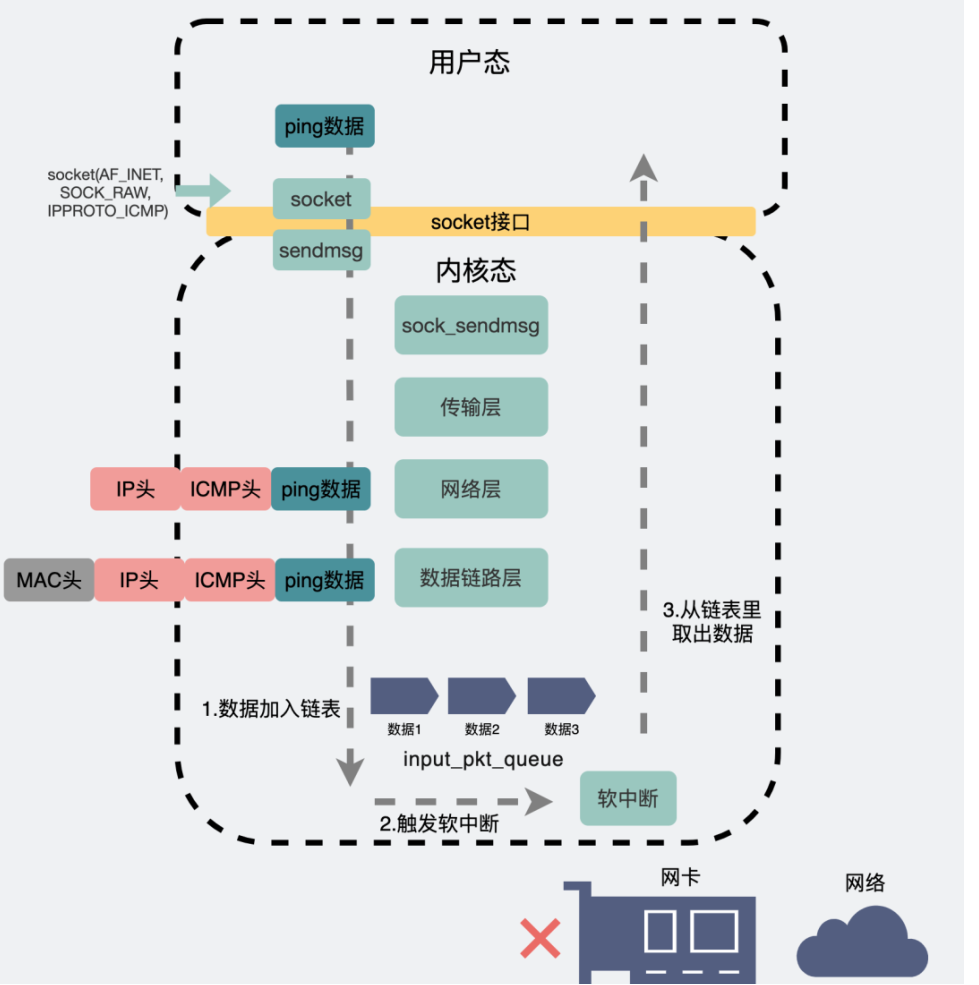 用户态
ping数据
socket(AF_INET,
SOCK_RAW,
IPPROTO_ICMP)
socket
socket接口
sendmsg
内核态
sock_sendmsg
传输层
IP头 ICMP头 ping数据 网络层
MAC头 IP头 ICMP头 ping数据 数据链路层
3.从链表里
取出数据
1.数据加入链表
数据1 数据2 数据3
input_pkt_queue
软中断
2.触发软中断
网卡
网络